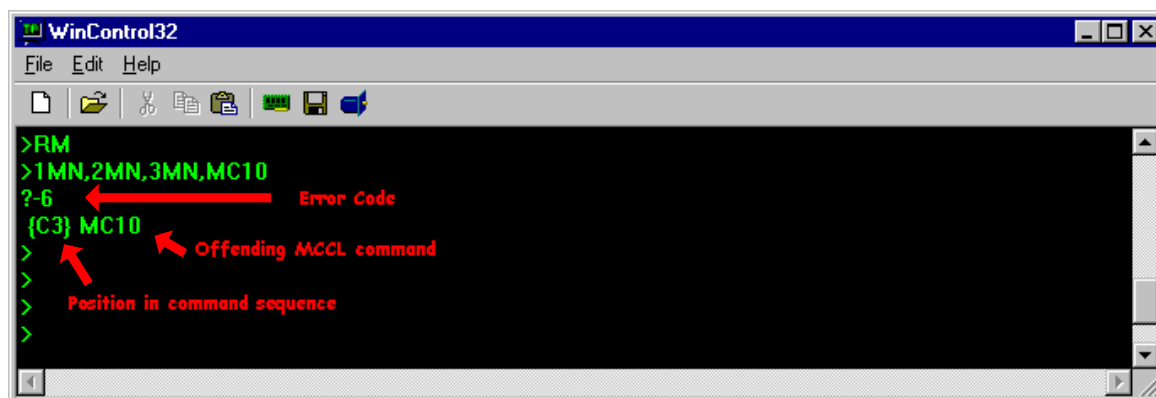 WinControl32
File Edit Help
>RM
>1MN,2MN,3MN,MC10
?-6 Error Code
{C3} MC10
> Offending MCCL command
>
> Position in command sequence
>